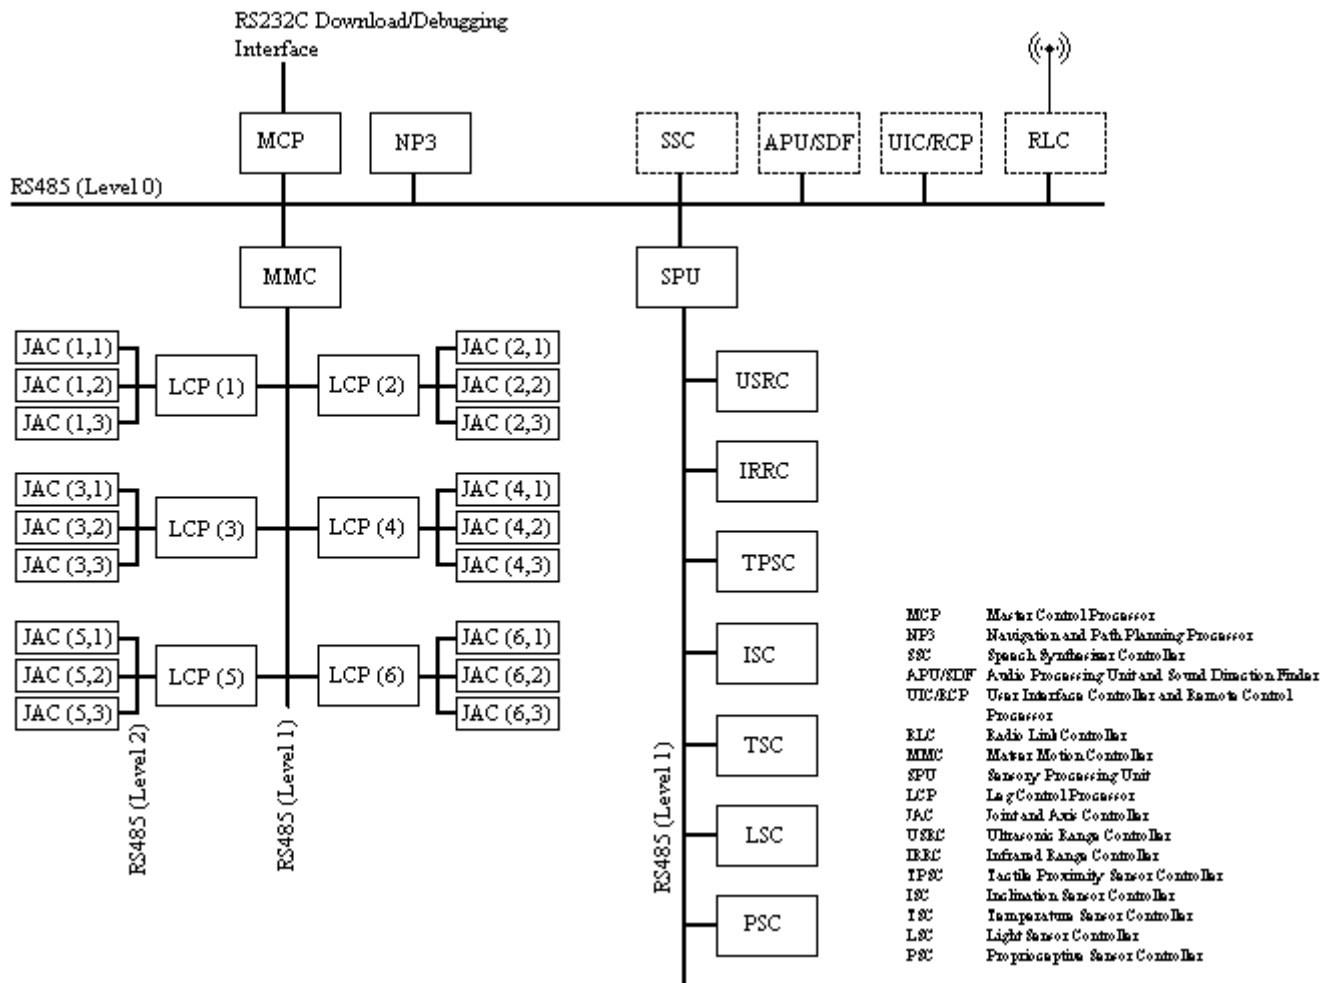 RS232C Download/Debugging
Interface
MCP
NP3
SSC
APU/SDF
UIC/RCP
RLC
RS485 (Level 0)
MMC
SPU
JAC (1,1)
JAC (1,2)
JAC (1,3)
LCP (1)
LCP (2)
JAC (2,1)
JAC (2,2)
JAC (2,3)
JAC (3,1)
JAC (3,2)
JAC (3,3)
LCP (3)
LCP (4)
JAC (4,1)
JAC (4,2)
JAC (4,3)
JAC (5,1)
JAC (5,2)
JAC (5,3)
LCP (5)
LCP (6)
JAC (6,1)
JAC (6,2)
JAC (6,3)
RS485 (Level 2)
RS485 (Level 1)
RS485 (Level 1)
USRC
IRRC
TPSC
ISC
TSC
LSC
PSC
MCP Master Control Processor
NP3 Navigation and Path Planning Processor
SSC Speech Synthesiser Controller
APU/SDF Audio Processing Unit and Sound Direction Finder
UIC/RCP User Interface Controller and Remote Control
Processor
RLC Radio Link Controller
MMC Motion Controller
SPU Sensory Processing Unit
LCP Leg Control Processor
JAC Joint and Axis Controller
USRC Ultrasonic Range Controller
IRRC Infrared Range Controller
TPSC Tactile Proximity Sensor Controller
ISC Inclination Sensor Controller
TSC Temperature Sensor Controller
LSC Light Sensor Controller
PSC Proprioceptive Sensor Controller